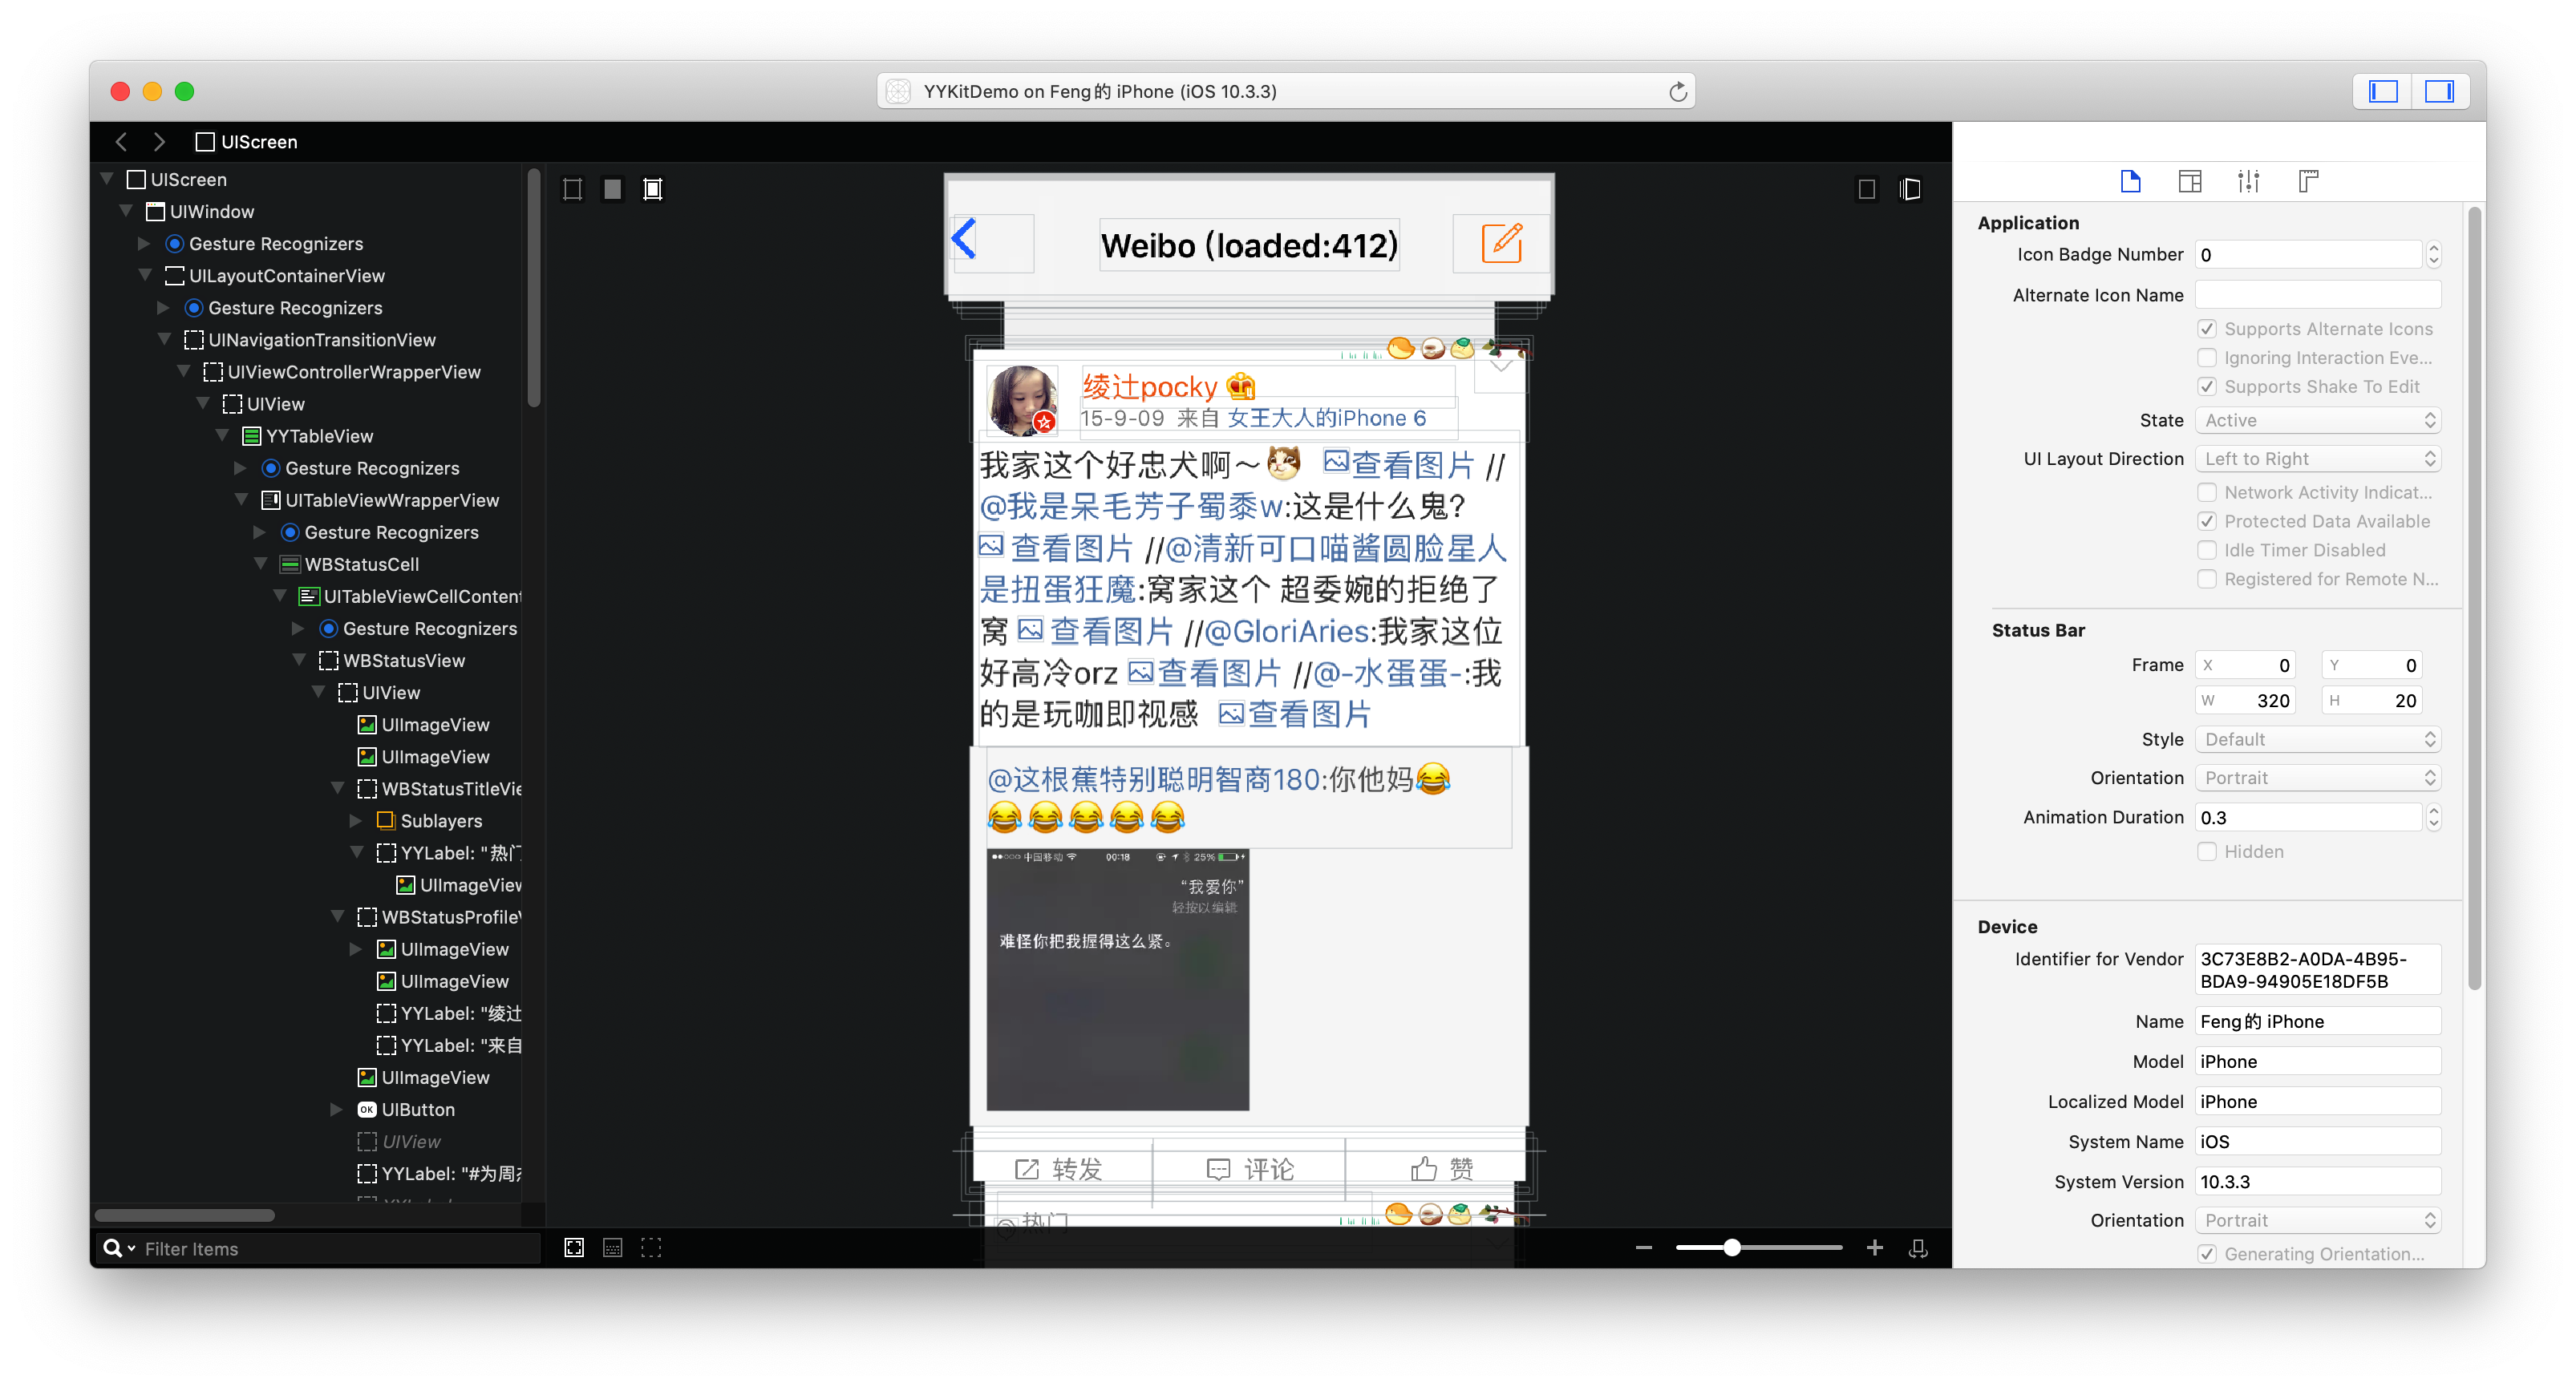 YYKitDemo on Feng的 iPhone (iOS 10.3.3)
UIScreen
UIScreen
UIWindow
Gesture Recognizers
UILayoutContainerView
Gesture Recognizers
UINavigationTransitionView
UIViewControllerWrapperView
UIView
YYTableView
Gesture Recognizers
UITableViewWrapperView
Gesture Recognizers
WBStatusCell
UITableViewCellContent
Gesture Recognizers
WBStatusView
UIView
UIImageView
UIImageView
WBStatusTitleVie
Sublayers
YYLabel: "热门
UIImageView
WBStatusProfileV
UIImageView
UIImageView
YYLabel: "绫辻
YYLabel: "来自
UIImageView
OK UIButton
UIView
YYLabel: "#为周杰
Filter Items
Weibo (loaded:412)
绫辻pocky
15-9-09 来自 女王大人的iPhone 6
我家这个好忠犬啊～ 查看图片 //
@我是呆毛芳子蜀黍w:这是什么鬼?
查看图片 //@清新可口喵酱圆脸星人
是扭蛋狂魔:窝家这个 超委婉的拒绝了
窝 查看图片 //@GloriAries:我家这位
好高冷orz 查看图片 //@-水蛋蛋-:我
的是玩咖即视感 查看图片
@这根蕉特别聪明智商180:你他妈😂
😂😂😂😂😂
中国移动 00:18 25%
“我爱你”
轻按以编辑
难怪你把我握得这么紧。
转发 评论 赞
热门
Application
Icon Badge Number 0
Alternate Icon Name
Supports Alternate Icons
Ignoring Interaction Eve...
Supports Shake To Edit
State Active
UI Layout Direction Left to Right
Network Activity Indicat...
Protected Data Available
Idle Timer Disabled
Registered for Remote N...
Status Bar
Frame X 0 Y 0
W 320 H 20
Style Default
Orientation Portrait
Animation Duration 0.3
Hidden
Device
Identifier for Vendor 3C73E8B2-A0DA-4B95-
BDA9-94905E18DF5B
Name Feng的 iPhone
Model iPhone
Localized Model iPhone
System Name iOS
System Version 10.3.3
Orientation Portrait
Generating Orientation...